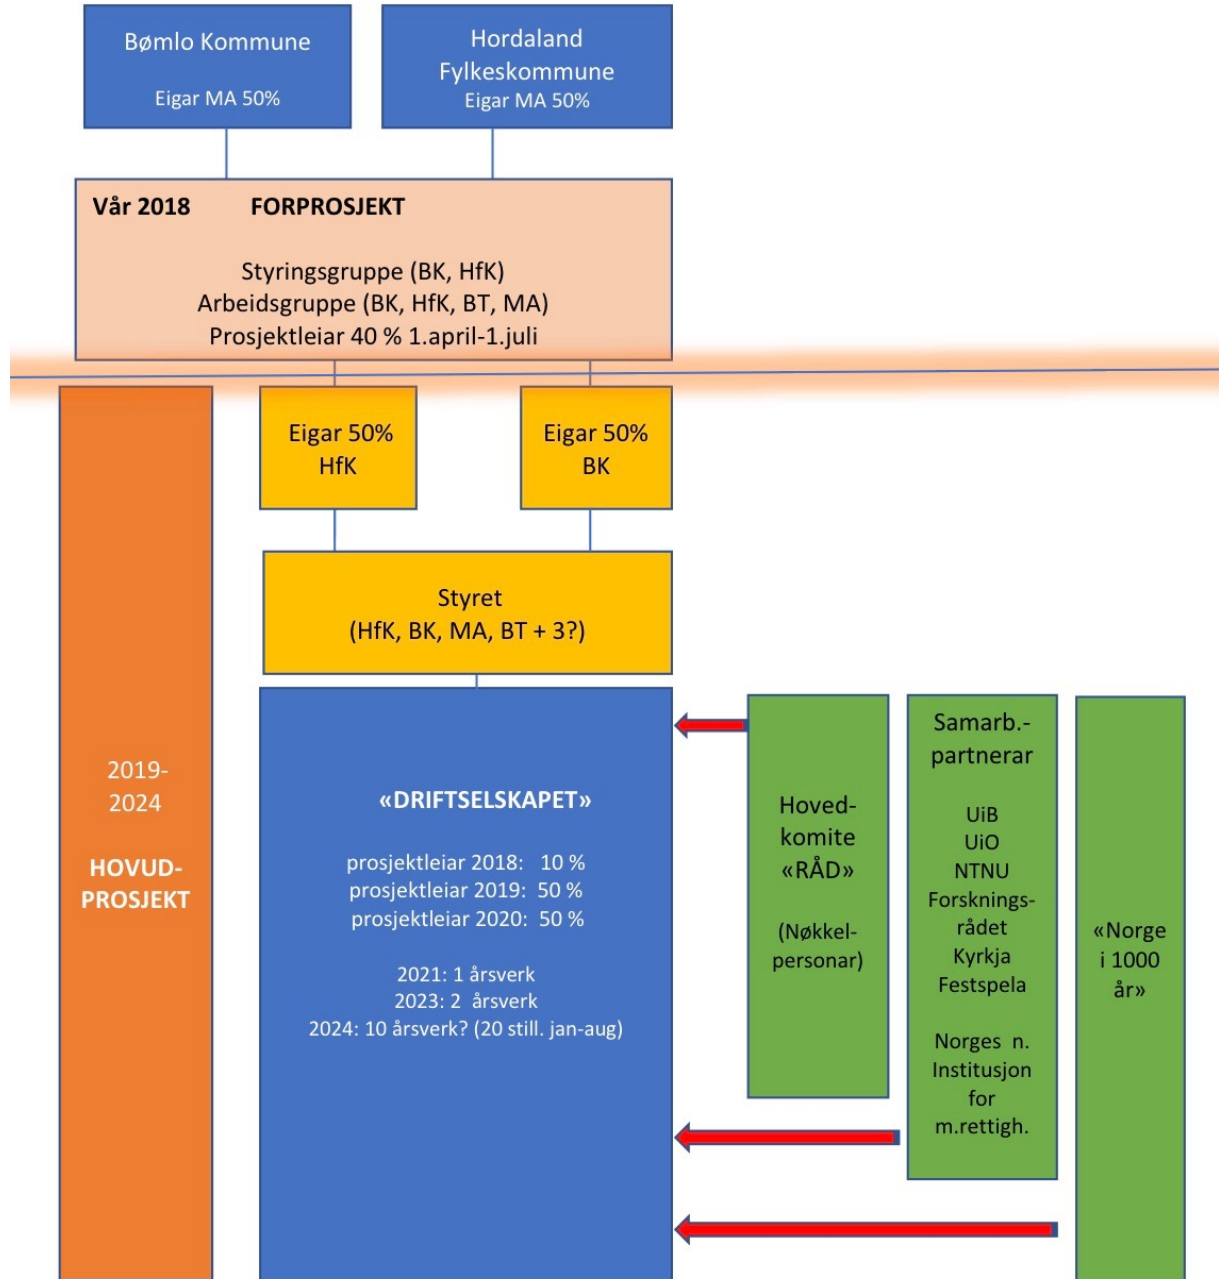 Bømlo Kommune
Eigar MA 50%
Hordaland
Fylkeskommune
Eigar MA 50%
Vår 2018 FORPROSJEKT
Styringsgruppe (BK, HfK)
Arbeidsgruppe (BK, HfK, BT, MA)
Prosjektleiar 40 % 1.april-1.juli
Eigar 50%
HfK
Eigar 50%
BK
Styret
(HfK, BK, MA, BT + 3?)
2019-
2024
HOVUD-
PROSJEKT
«DRIFTSELSKAPET»
prosjektleiar 2018: 10 %
prosjektleiar 2019: 50 %
prosjektleiar 2020: 50 %
2021: 1 årsverk
2023: 2 årsverk
2024: 10 årsverk? (20 still. jan-aug)
Hoved-
komite
«RÅD»
(Nøkkel-
personar)
Samarb.-
partnerar
UiB
UiO
NTNU
Forsknings-
rådet
Kyrkja
Festspela
Norges n.
Institusjon
for
m.rettigh.
«Norge
i 1000
år»